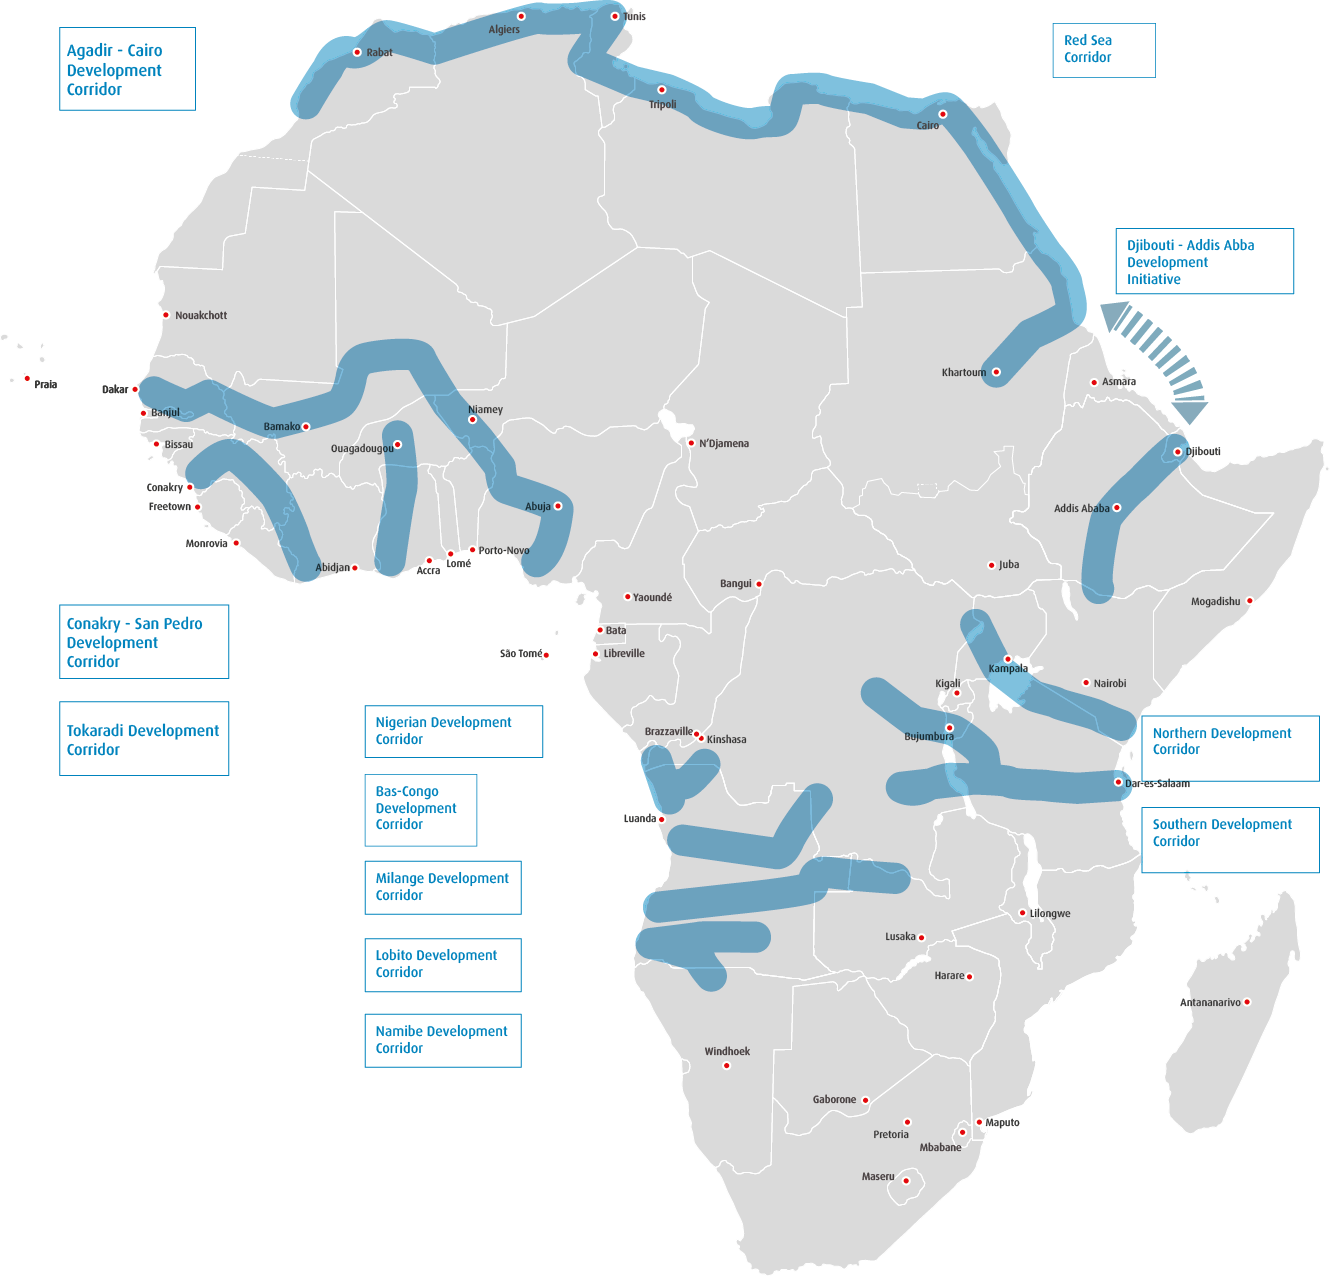 Agadir - Cairo
Development
Corridor
Red Sea
Corridor
Djibouti - Addis Abba
Development
Initiative
Tunis
Algiers
Rabat
Tripoli
Cairo
Nouakchott
Praia
Dakar
Banjul
Bissau
Bamako
Niamey
Ouagadougou
Khartoum
Asmara
N'Djamena
Djibouti
Conakry
Freetown
Monrovia
Abuja
Addis Ababa
Abidjan
Accra
Lomé
Porto-Novo
Juba
Bangui
Yaoundé
Mogadishu
Conakry - San Pedro
Development
Corridor
Bata
São Tomé
Libreville
Kampala
Kigali
Nairobi
Tokaradi Development
Corridor
Nigerian Development
Corridor
Brazzaville
Kinshasa
Bujumbura
Northern Development
Corridor
Bas-Congo
Development
Corridor
Dar-es-Salaam
Luanda
Southern Development
Corridor
Milange Development
Corridor
Lilongwe
Lusaka
Lobito Development
Corridor
Harare
Antananarivo
Namibe Development
Corridor
Windhoek
Gaborone
Pretoria
Maputo
Mbabane
Maseru